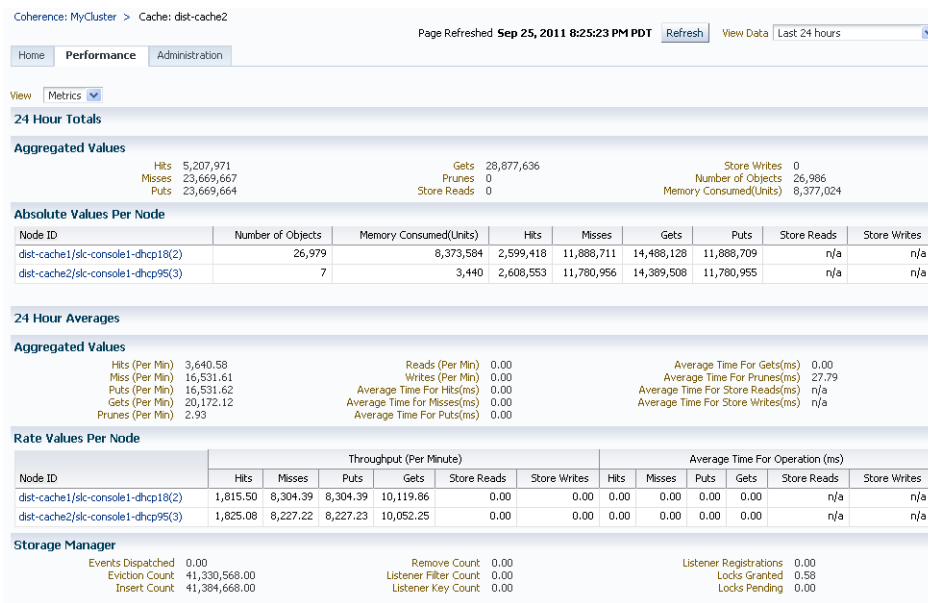 Coherence: MyCluster > Cache: dist-cache2
Page Refreshed Sep 25, 2011 8:25:23 PM PDT Refresh View Data Last 24 hours
Home Performance Administration
View Metrics
24 Hour Totals
Aggregated Values
Hits 5,207,971 Gets 28,877,636 Store Writes 0
Misses 23,669,667 Prunes 0 Number of Objects 26,986
Puts 23,669,664 Store Reads 0 Memory Consumed(Units) 8,377,024
Absolute Values Per Node
Node ID Number of Objects Memory Consumed(Units) Hits Misses Gets Puts Store Reads Store Writes
dist-cache1/slc-console1-dhcp18(2) 26,979 8,373,584 2,599,418 11,888,711 14,488,128 11,888,709 n/a n/a
dist-cache2/slc-console1-dhcp95(3) 7 3,440 2,608,553 11,780,956 14,389,508 11,780,955 n/a n/a
24 Hour Averages
Aggregated Values
Hits (Per Min) 3,640.58 Reads (Per Min) 0.00 Average Time For Gets(ms) 0.00
Miss (Per Min) 16,531.61 Writes (Per Min) 0.00 Average Time For Prunes(ms) 27.79
Puts (Per Min) 16,531.62 Average Time For Hits(ms) 0.00 Average Time For Store Reads(ms) n/a
Gets (Per Min) 20,172.12 Average Time for Misses(ms) 0.00 Average Time For Store Writes(ms) n/a
Prunes (Per Min) 2.93 Average Time For Puts(ms) 0.00
Rate Values Per Node
Throughput (Per Minute) Average Time For Operation (ms)
Node ID Hits Misses Puts Gets Store Reads Store Writes Hits Misses Puts Gets Store Reads Store Writes
dist-cache1/slc-console1-dhcp18(2) 1,815.50 8,304.39 8,304.39 10,119.86 0.00 0.00 0.00 0.00 0.00 0.00 n/a n/a
dist-cache2/slc-console1-dhcp95(3) 1,825.08 8,227.22 8,227.23 10,052.25 0.00 0.00 0.00 0.00 0.00 0.00 n/a n/a
Storage Manager
Events Dispatched 0.00 Remove Count 0.00 Listener Registrations 0.00
Eviction Count 41,330,568.00 Listener Filter Count 0.00 Locks Granted 0.58
Insert Count 41,384,668.00 Listener Key Count 0.00 Locks Pending 0.00